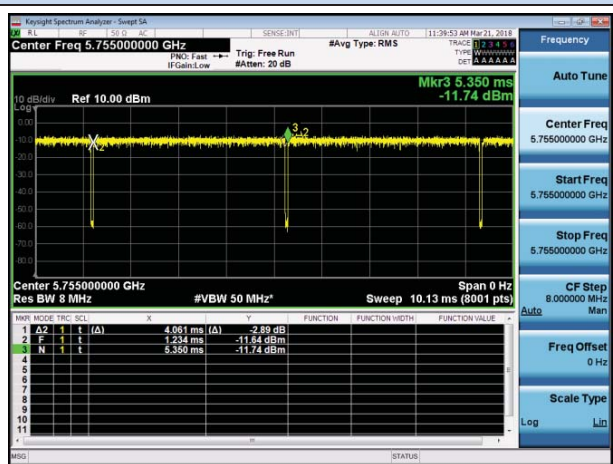 Keysight Spectrum Analyzer - Swept SA
RL RF 50 Ω AC SENSE:INT ALIGN AUTO 11:39:53 AM Mar 21, 2018
Center Freq 5.755000000 GHz #Avg Type: RMS TRACE 1 2 3 4 5 6
PNO: Fast Trig: Free Run TYPE WWWWWW
IFGain:Low #Atten: 20 dB DET A A A A A A
Mkr3 5.350 ms
10 dB/div Ref 10.00 dBm -11.74 dBm
Log
0.00
-10.0
-20.0
-30.0
-40.0
-50.0
-60.0
-70.0
-80.0
2
3
Center 5.755000000 GHz Span 0 Hz
Res BW 8 MHz #VBW 50 MHz* Sweep 10.13 ms (8001 pts)
MKR MODE TRC SCL X Y FUNCTION FUNCTION WIDTH FUNCTION VALUE
1 Δ2 1 t (Δ) 4.061 ms (Δ) -2.89 dB
2 F 1 t 1.234 ms -11.64 dBm
3 N 1 t 5.350 ms -11.74 dBm
4
5
6
7
8
9
10
11
MSG STATUS
Frequency
Auto Tune
Center Freq
5.755000000 GHz
Start Freq
5.755000000 GHz
Stop Freq
5.755000000 GHz
CF Step
8.000000 MHz
Auto Man
Freq Offset
0 Hz
Scale Type
Log Lin